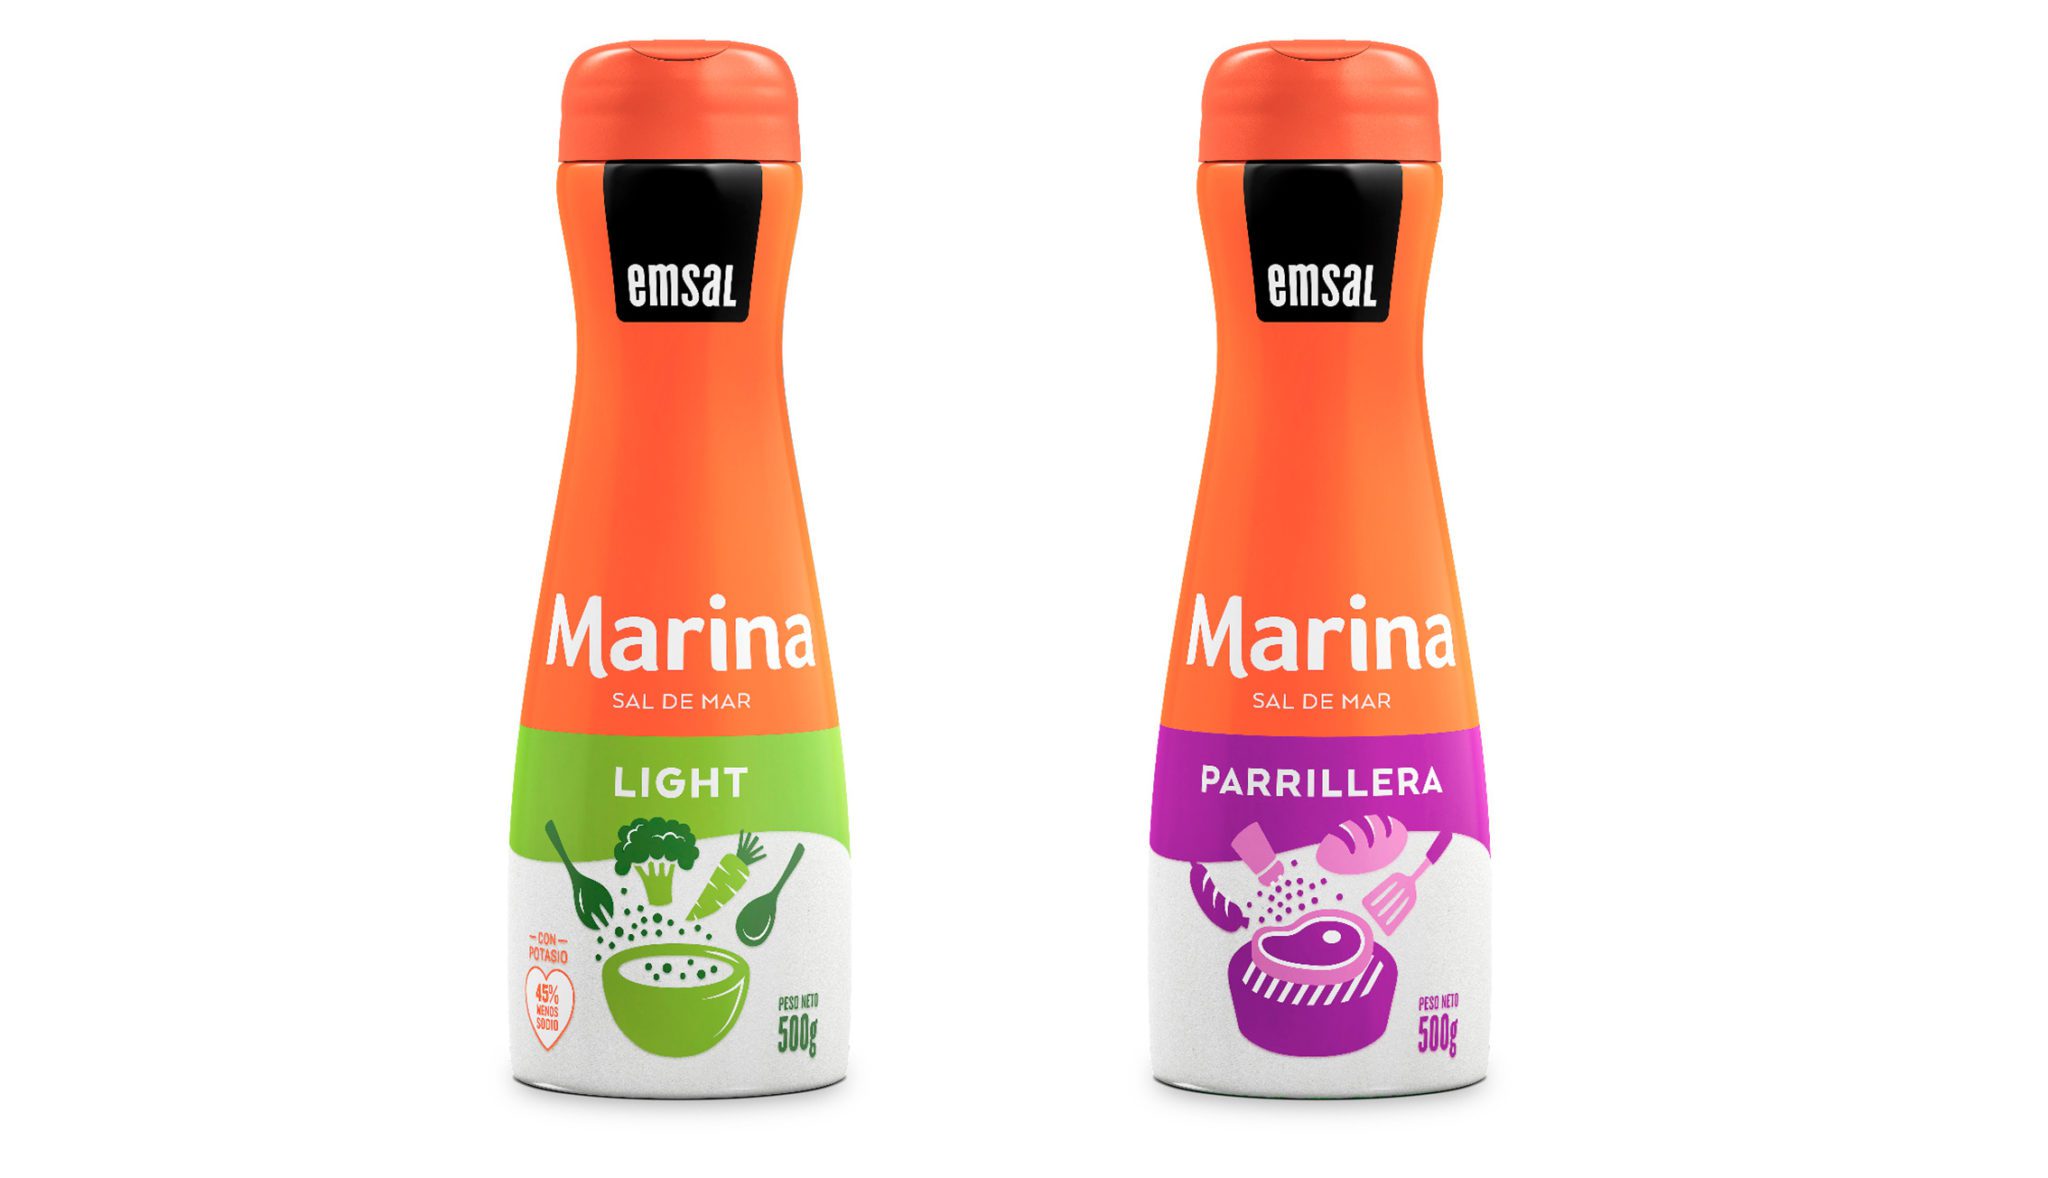 emsal
Marina
SAL DE MAR
LIGHT
– CON –
POTASIO
45%
MENOS
SODIO
PESO NETO
500g
emsal
Marina
SAL DE MAR
PARRILLERA
PESO NETO
500g